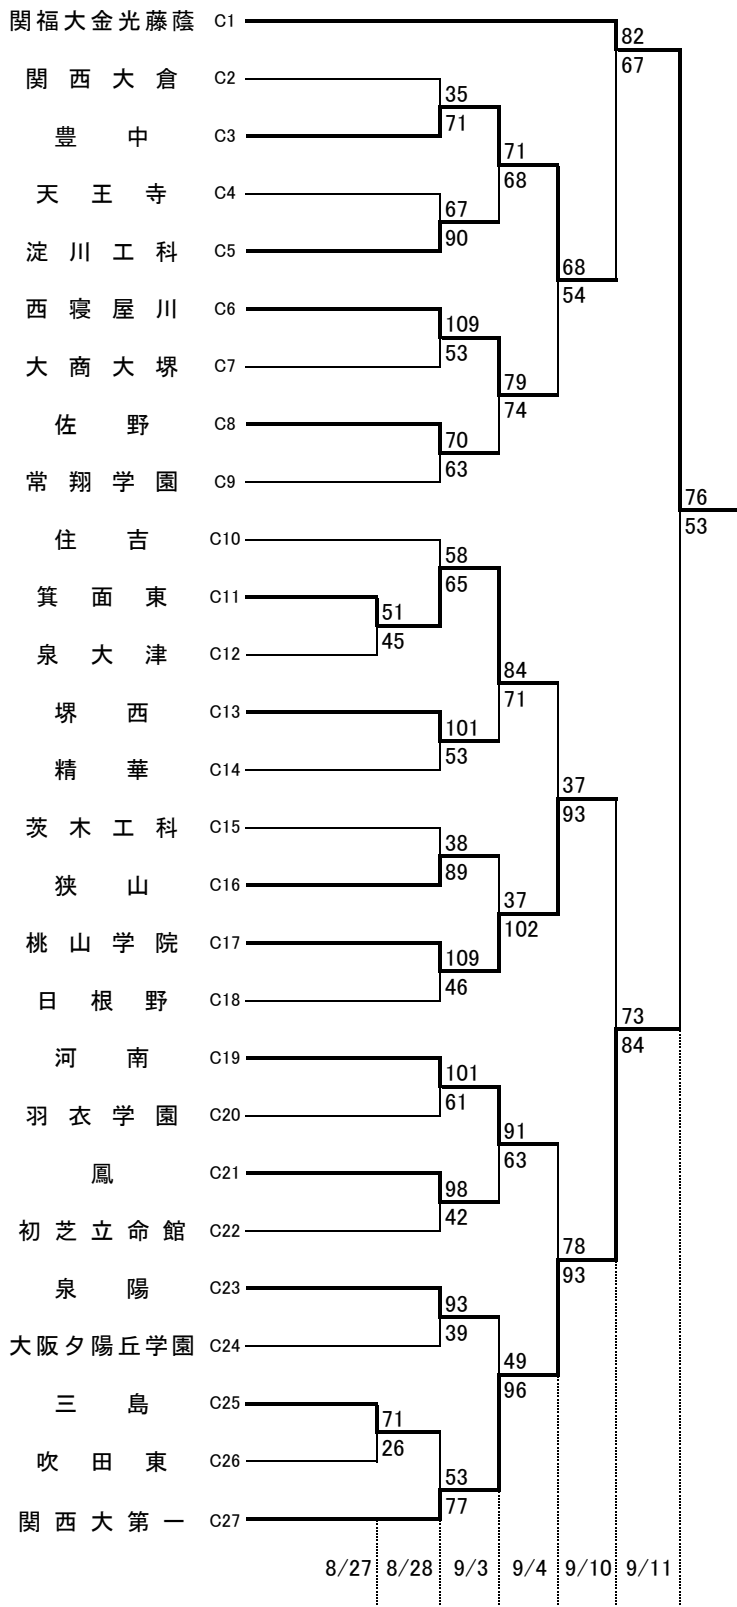 関福大金光藤蔭 C1
82
67
関西大倉 C2
35
豊中 C3
71
71
68
天王寺 C4
67
淀川工科 C5
90
68
54
西寝屋川 C6
109
大商大堺 C7
53
79
74
佐野 C8
70
常翔学園 C9
63
76
53
住吉 C10
58
65
箕面東 C11
51
泉大津 C12
45
84
71
堺西 C13
101
精華 C14
53
37
93
茨木工科 C15
38
狭山 C16
89
37
102
桃山学院 C17
109
日根野 C18
46
73
84
河南 C19
101
羽衣学園 C20
61
91
63
鳳 C21
98
初芝立命館 C22
42
78
93
泉陽 C23
93
大阪夕陽丘学園 C24
39
49
96
三島 C25
71
吹田東 C26
26
53
関西大第一 C27
77
8/27 8/28 9/3 9/4 9/10 9/11